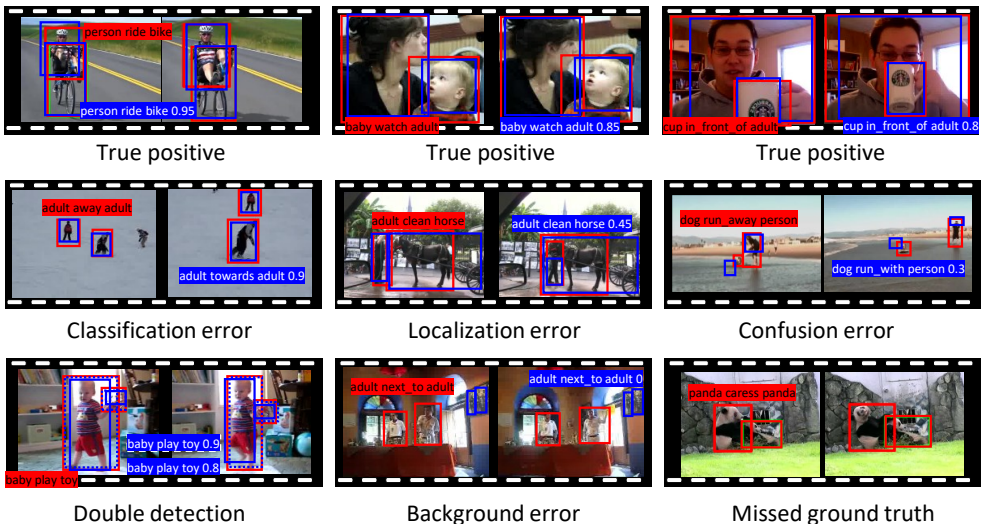 person ride bike
person ride bike 0.95
True positive
baby watch adult
baby watch adult 0.85
True positive
cup in_front_of adult
cup in_front_of adult 0.8
True positive
adult away adult
adult towards adult 0.9
Classification error
adult clean horse
adult clean horse 0.45
Localization error
dog run_away person
dog run_with person 0.3
Confusion error
baby play toy 0.9
baby play toy 0.8
baby play toy
Double detection
adult next_to adult
adult next_to adult 0
Background error
panda caress panda
Missed ground truth